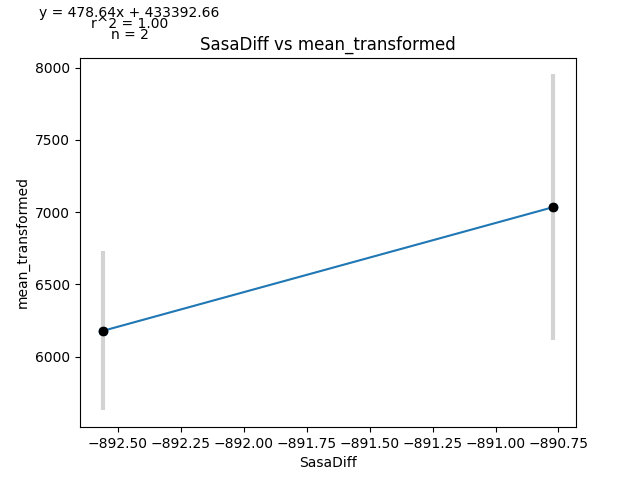 y = 478.64x + 433392.66
r^2 = 1.00
n = 2
SasaDiff vs mean_transformed
8000
7500
7000
6500
6000
mean_transformed
−892.50 −892.25 −892.00 −891.75 −891.50 −891.25 −891.00 −890.75
SasaDiff